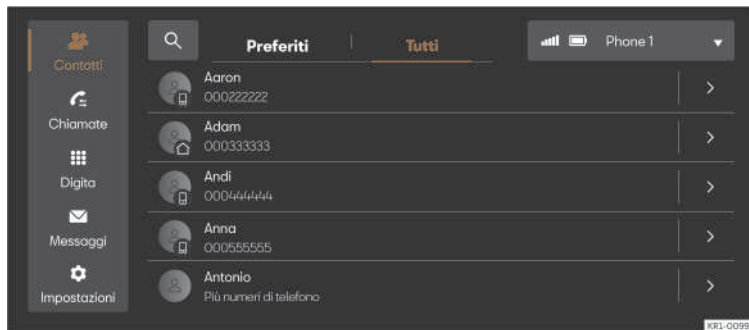 Contatti
Chiamate
Digita
Messaggi
Impostazioni
Preferiti
Tutti
Phone 1
Aaron
000222222
Adam
000333333
Andi
000444444
Anna
000555555
Antonio
Più numeri di telefono
KR1-0099